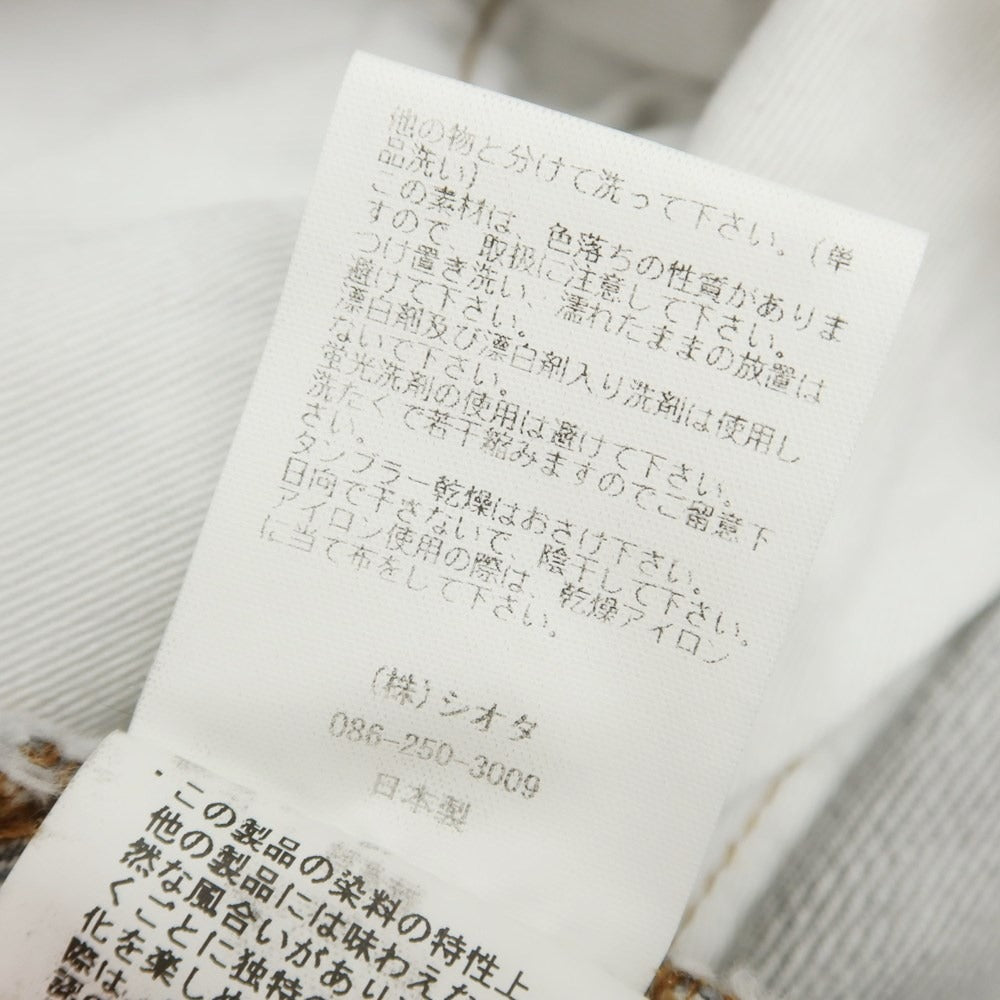 他の物と分けて洗って下さい。(単
品洗い)
この素材は、色落ちの性質がありま
すので、取扱に注意して下さい。
つけ置き洗い、濡れたままの放置は
避けて下さい。
漂白剤及び漂白剤入り洗剤は使用し
ないで下さい。
蛍光洗剤の使用は避けて下さい。
洗たくで若干縮みますのでご留意下
さい。
タンブラー乾燥はおさけ下さい。
日向で干さないで、陰干して下さい。
アイロン使用の際は、乾燥アイロン
に当て布をして下さい。
(株)シオタ
086-250-3009
日本製
・この製品の染料の特性上
他の製品には味わえな
然な風合いがあり、
くごとに独特の
化を楽しめ
際は